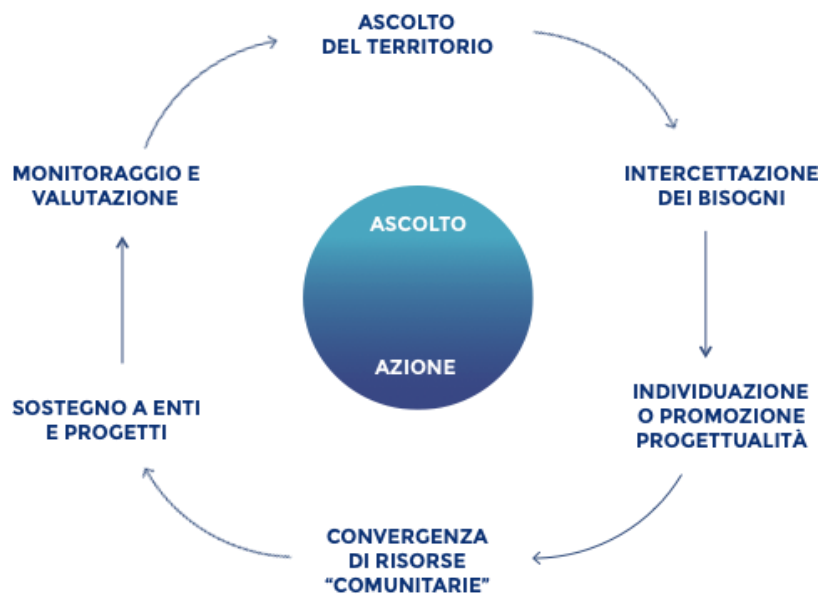 ASCOLTO
DEL TERRITORIO
INTERCETTAZIONE
DEI BISOGNI
INDIVIDUAZIONE
O PROMOZIONE
PROGETTUALITÀ
CONVERGENZA
DI RISORSE
“COMUNITARIE”
SOSTEGNO A ENTI
E PROGETTI
MONITORAGGIO E
VALUTAZIONE
ASCOLTO
AZIONE